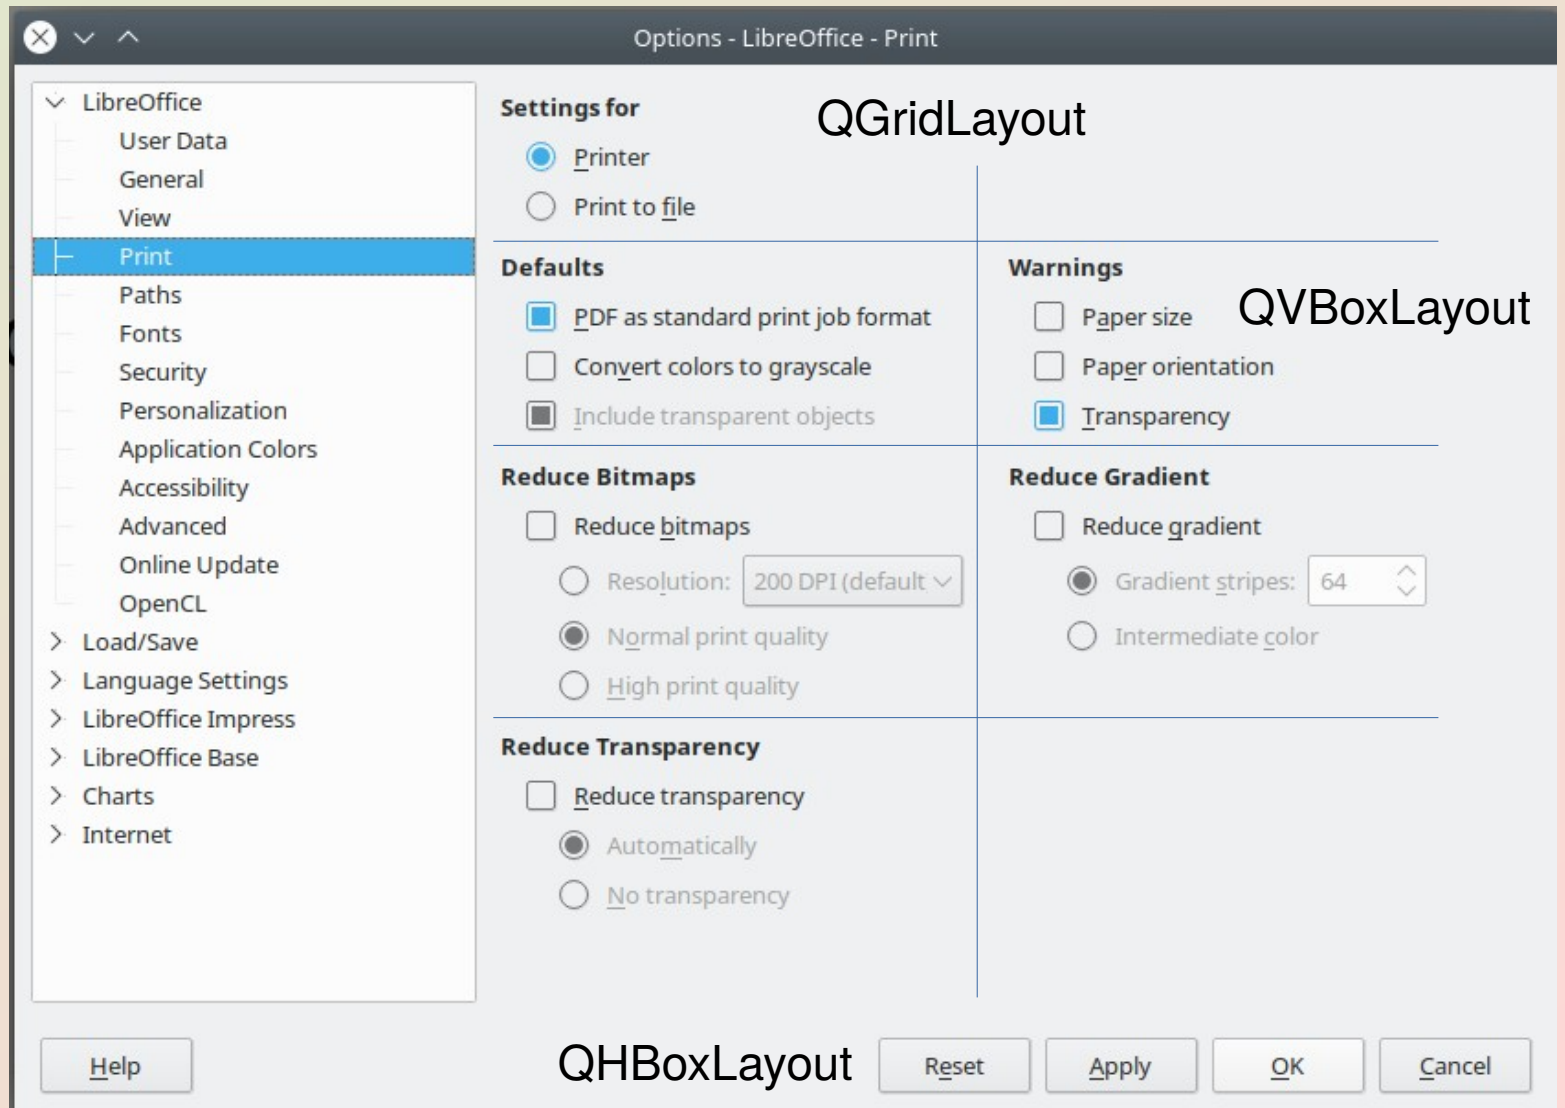 Options - LibreOffice - Print
LibreOffice
User Data
General
View
Print
Paths
Fonts
Security
Personalization
Application Colors
Accessibility
Advanced
Online Update
OpenCL
Load/Save
Language Settings
LibreOffice Impress
LibreOffice Base
Charts
Internet
Settings for
QGridLayout
Printer
Print to file
Defaults
PDF as standard print job format
Convert colors to grayscale
Include transparent objects
Warnings
Paper size
QVBoxLayout
Paper orientation
Transparency
Reduce Bitmaps
Reduce bitmaps
Resolution: 200 DPI (default
Normal print quality
High print quality
Reduce Gradient
Reduce gradient
Gradient stripes: 64
Intermediate color
Reduce Transparency
Reduce transparency
Automatically
No transparency
Help
QHBoxLayout
Reset
Apply
OK
Cancel